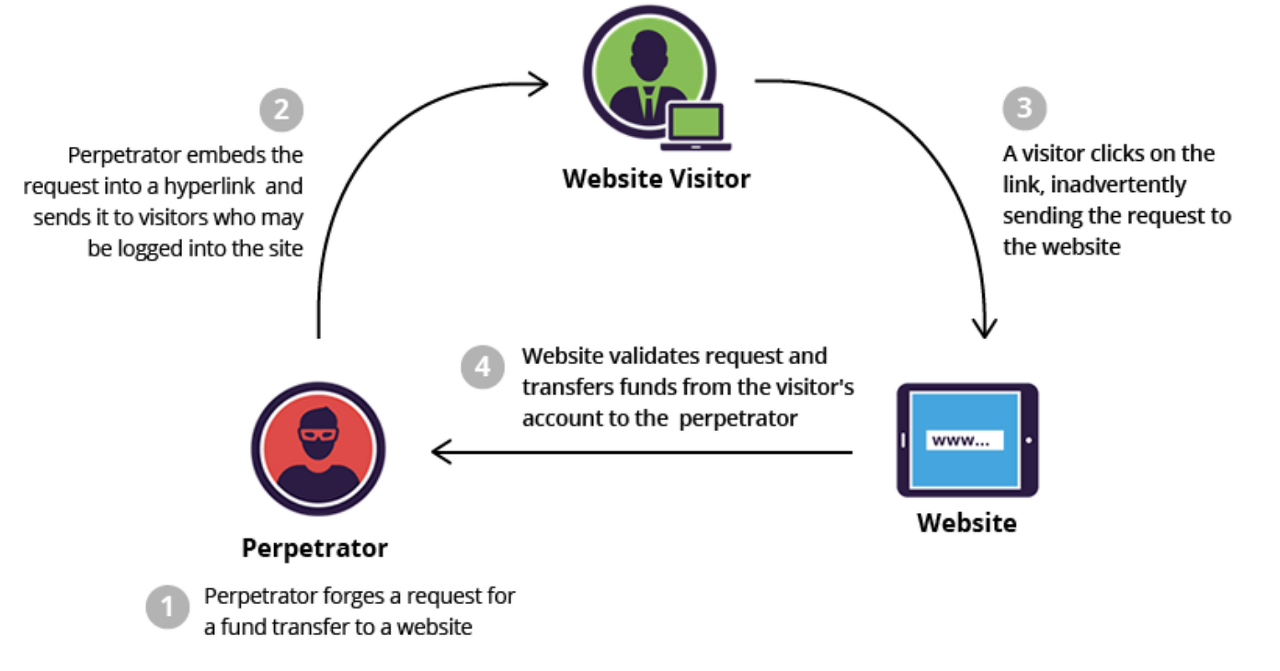 Website Visitor
2
Perpetrator embeds the
request into a hyperlink and
sends it to visitors who may
be logged into the site
3
A visitor clicks on the
link, inadvertently
sending the request to
the website
4
Website validates request and
transfers funds from the visitor's
account to the perpetrator
www...
Website
Perpetrator
1
Perpetrator forges a request for
a fund transfer to a website